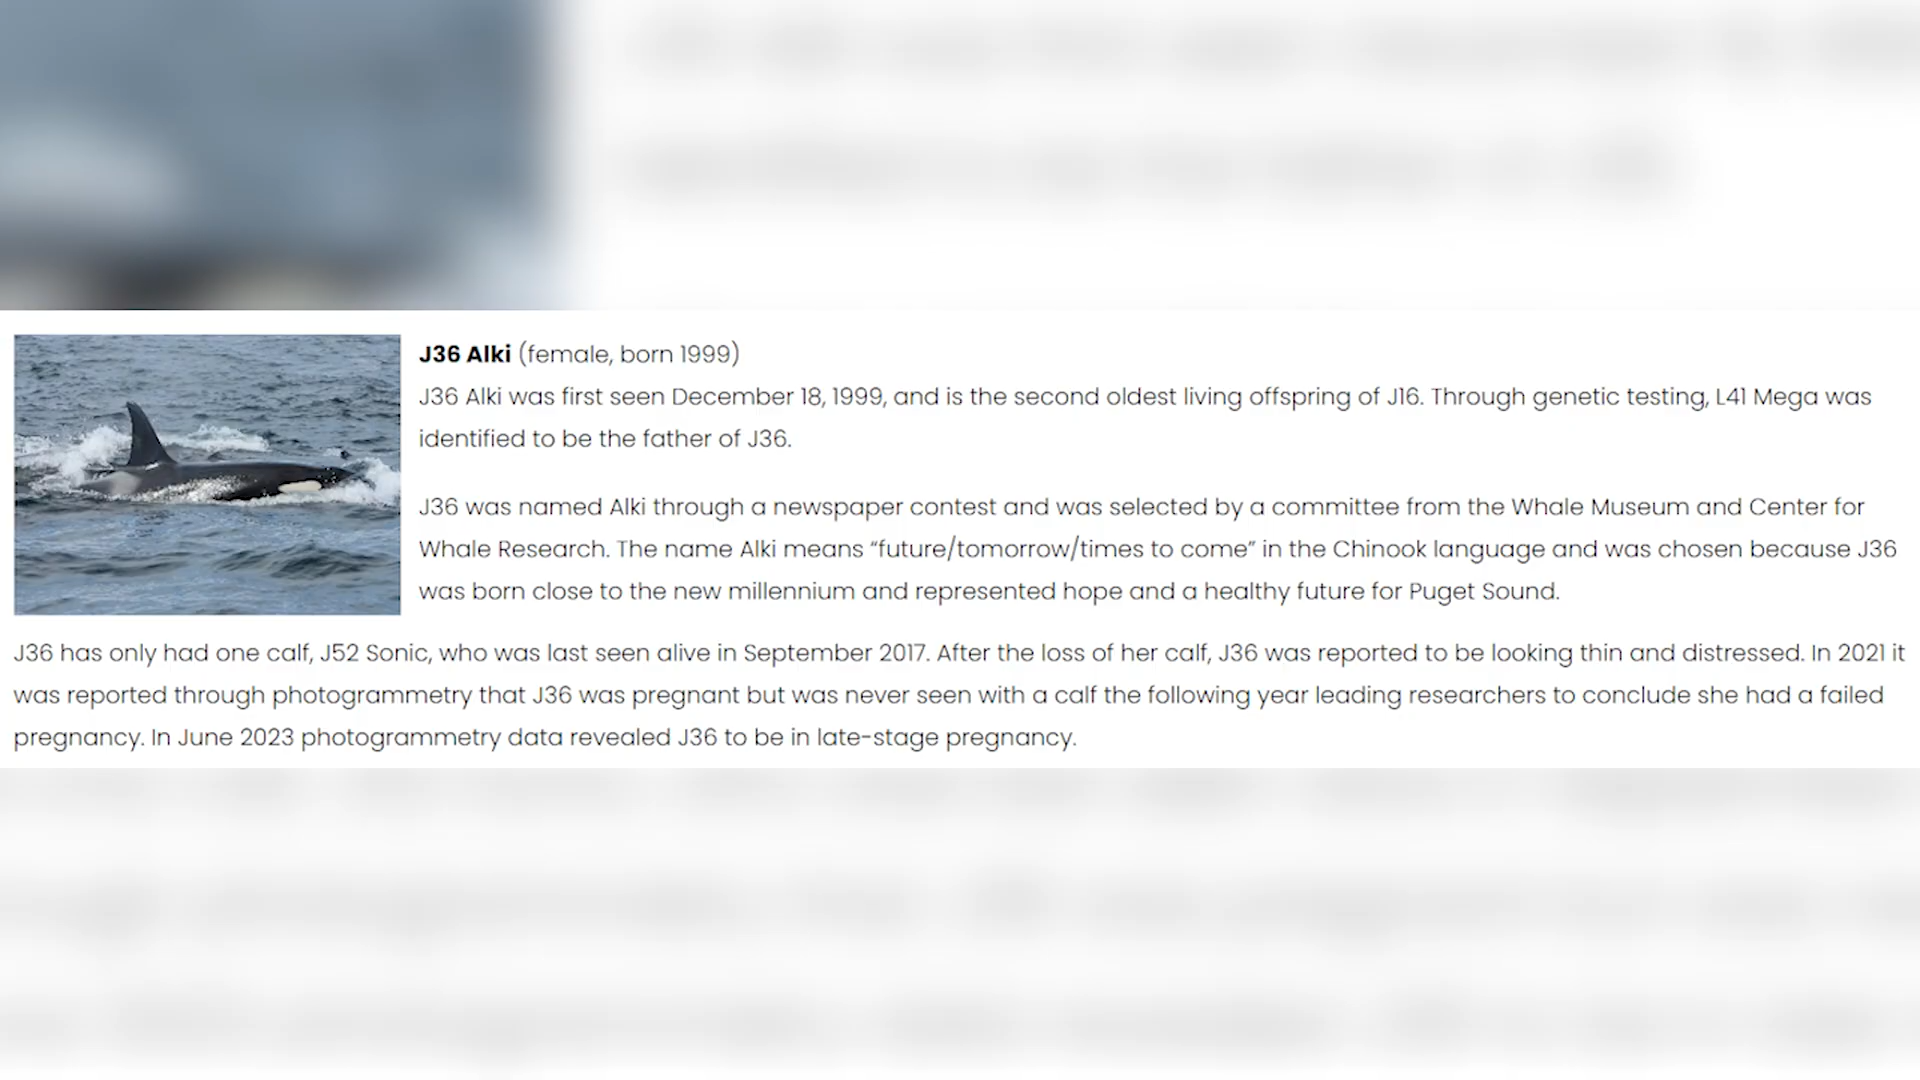 J36 Alki (female, born 1999)
J36 Alki was first seen December 18, 1999, and is the second oldest living offspring of J16. Through genetic testing, L41 Mega was
identified to be the father of J36.
J36 was named Alki through a newspaper contest and was selected by a committee from the Whale Museum and Center for
Whale Research. The name Alki means “future/tomorrow/times to come” in the Chinook language and was chosen because J36
was born close to the new millennium and represented hope and a healthy future for Puget Sound.
J36 has only had one calf, J52 Sonic, who was last seen alive in September 2017. After the loss of her calf, J36 was reported to be looking thin and distressed. In 2021 it
was reported through photogrammetry that J36 was pregnant but was never seen with a calf the following year leading researchers to conclude she had a failed
pregnancy. In June 2023 photogrammetry data revealed J36 to be in late-stage pregnancy.